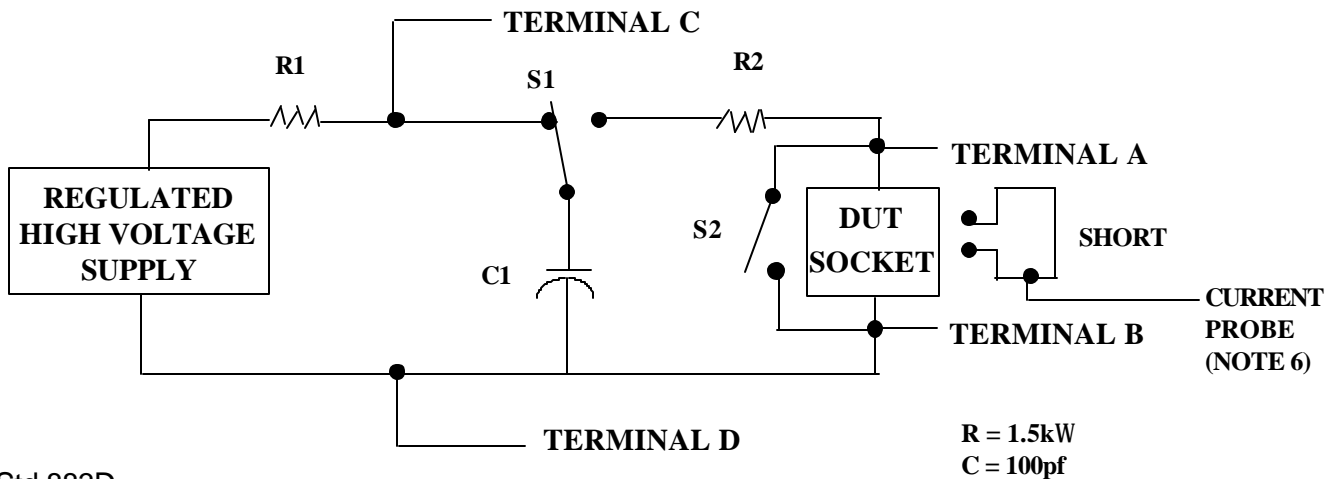 TERMINAL C
R1
S1
R2
TERMINAL A
REGULATED
HIGH VOLTAGE
SUPPLY
S2
DUT
SOCKET
SHORT
C1
CURRENT
PROBE
(NOTE 6)
TERMINAL B
TERMINAL D
R = 1.5kW
C = 100pf